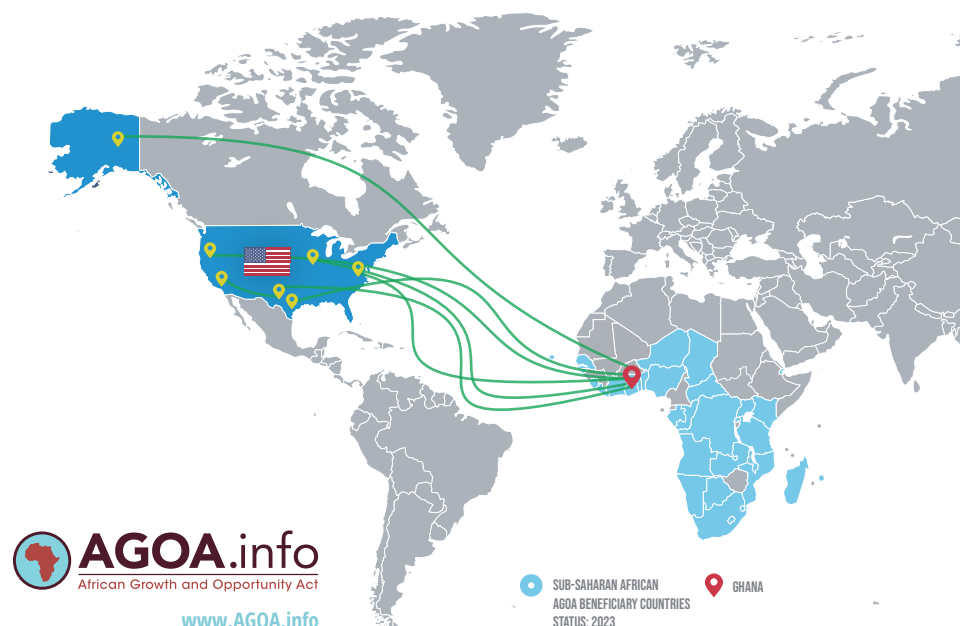 AGOA.info
African Growth and Opportunity Act
www.AGOA.info
SUB-SAHARAN AFRICAN
AGOA BENEFICIARY COUNTRIES
STATUS: 2023
GHANA